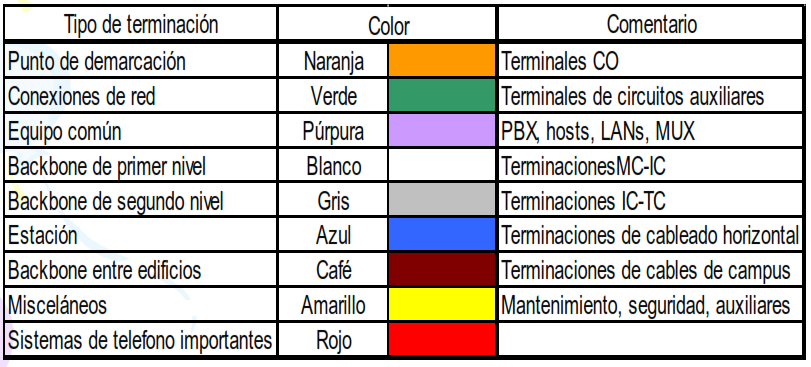 Tipo de terminación Color Comentario
Punto de demarcación Naranja Terminales CO
Conexiones de red Verde Terminales de circuitos auxiliares
Equipo común Púrpura PBX, hosts, LANs, MUX
Backbone de primer nivel Blanco TerminacionesMC-IC
Backbone de segundo nivel Gris Terminaciones IC-TC
Estación Azul Terminaciones de cableado horizontal
Backbone entre edificios Café Terminaciones de cables de campus
Misceláneos Amarillo Mantenimiento, seguridad, auxiliares
Sistemas de telefono importantes Rojo